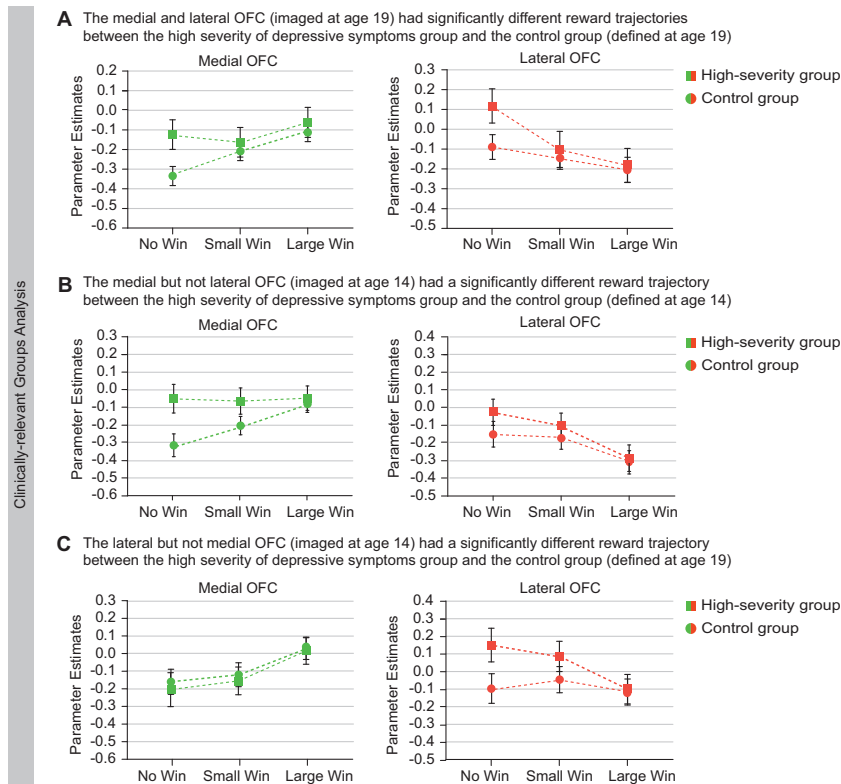 Clinically-relevant Groups Analysis
A The medial and lateral OFC (imaged at age 19) had significantly different reward trajectories
between the high severity of depressive symptoms group and the control group (defined at age 19)
Medial OFC
Parameter Estimates
0.2
0.1
0.0
-0.1
-0.2
-0.3
-0.4
-0.5
-0.6
No Win Small Win Large Win
Lateral OFC
Parameter Estimates
0.3
0.2
0.1
0.0
-0.1
-0.2
-0.3
-0.4
-0.5
No Win Small Win Large Win
High-severity group
Control group
B The medial but not lateral OFC (imaged at age 14) had a significantly different reward trajectory
between the high severity of depressive symptoms group and the control group (defined at age 14)
Medial OFC
Parameter Estimates
0.3
0.2
0.1
0.0
-0.1
-0.2
-0.3
-0.4
-0.5
-0.6
No Win Small Win Large Win
Lateral OFC
Parameter Estimates
0.4
0.3
0.2
0.1
0.0
-0.1
-0.2
-0.3
-0.4
-0.5
No Win Small Win Large Win
High-severity group
Control group
C The lateral but not medial OFC (imaged at age 14) had a significantly different reward trajectory
between the high severity of depressive symptoms group and the control group (defined at age 19)
Medial OFC
Parameter Estimates
0.3
0.2
0.1
0.0
-0.1
-0.2
-0.3
-0.4
-0.5
-0.6
No Win Small Win Large Win
Lateral OFC
Parameter Estimates
0.4
0.3
0.2
0.1
0.0
-0.1
-0.2
-0.3
-0.4
-0.5
No Win Small Win Large Win
High-severity group
Control group